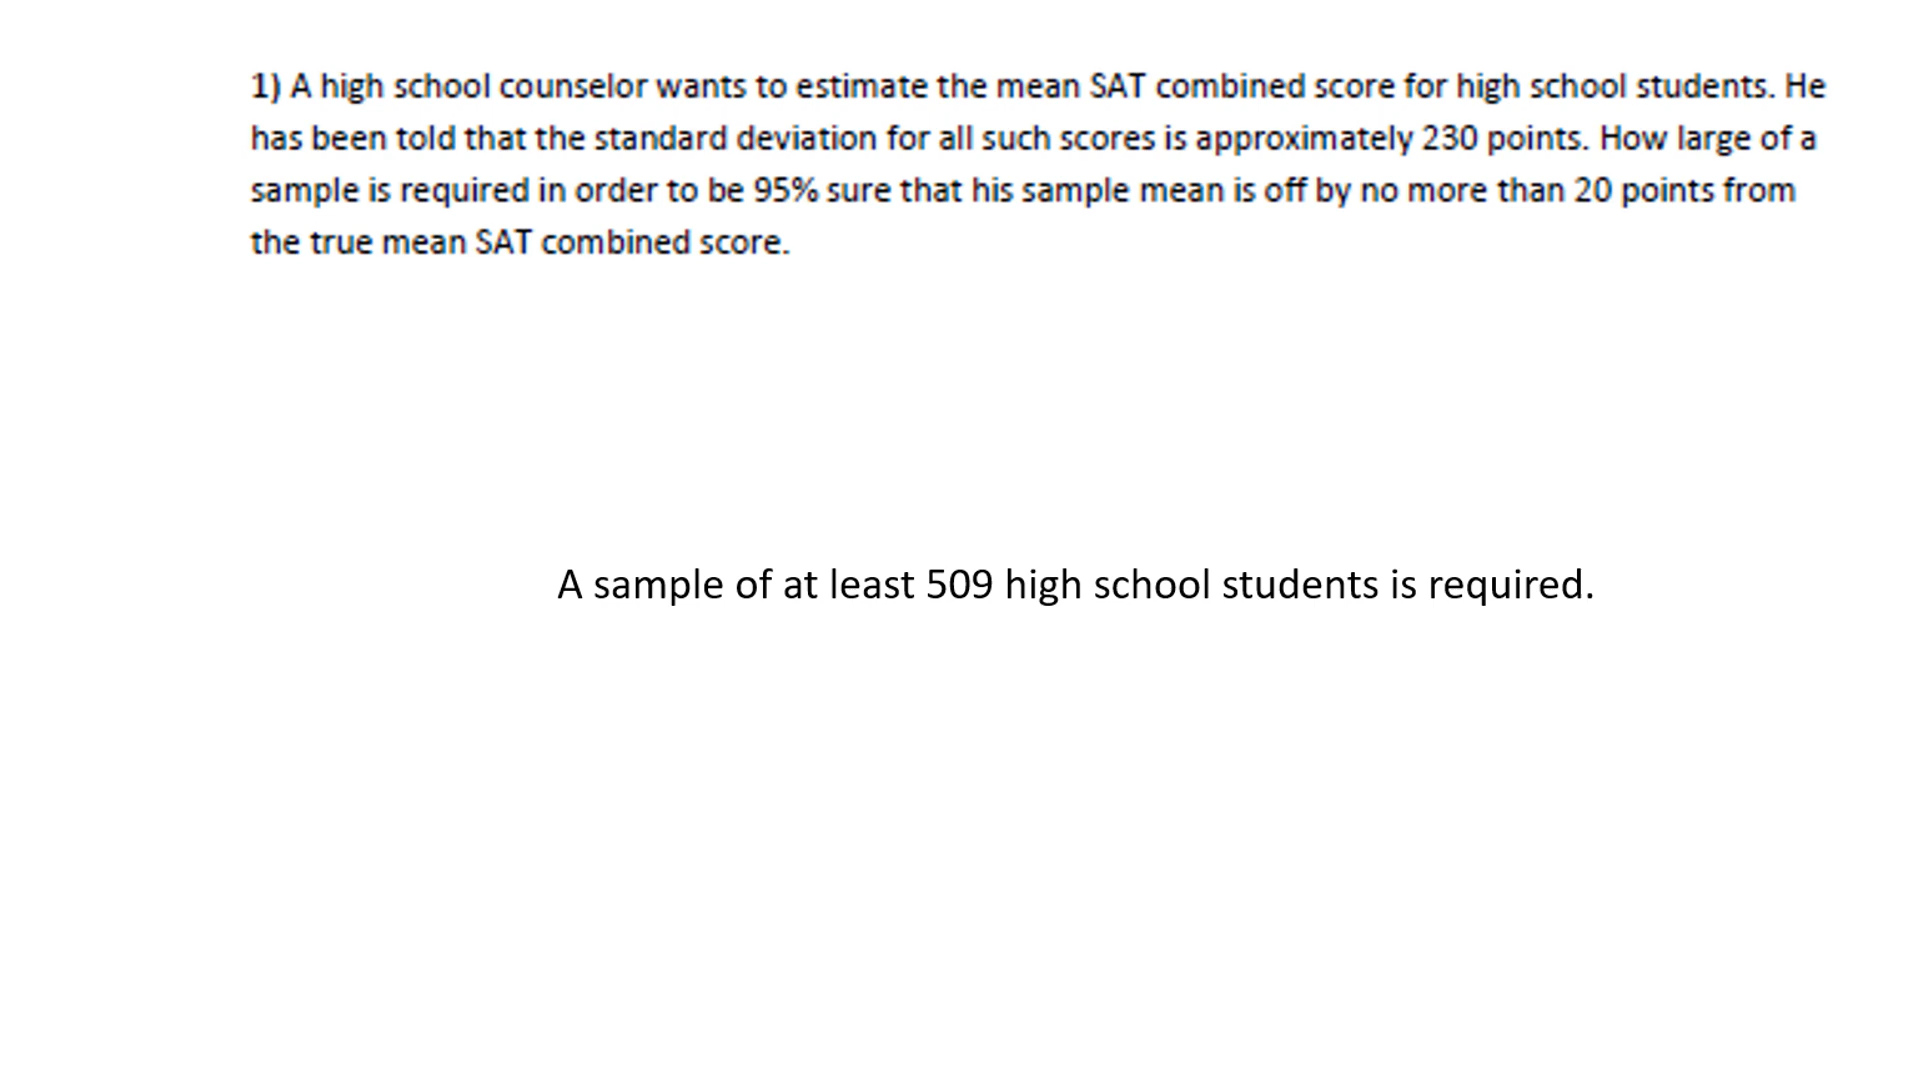 1) A high school counselor wants to estimate the mean SAT combined score for high school students. He
has been told that the standard deviation for all such scores is approximately 230 points. How large of a
sample is required in order to be 95% sure that his sample mean is off by no more than 20 points from
the true mean SAT combined score.
A sample of at least 509 high school students is required.